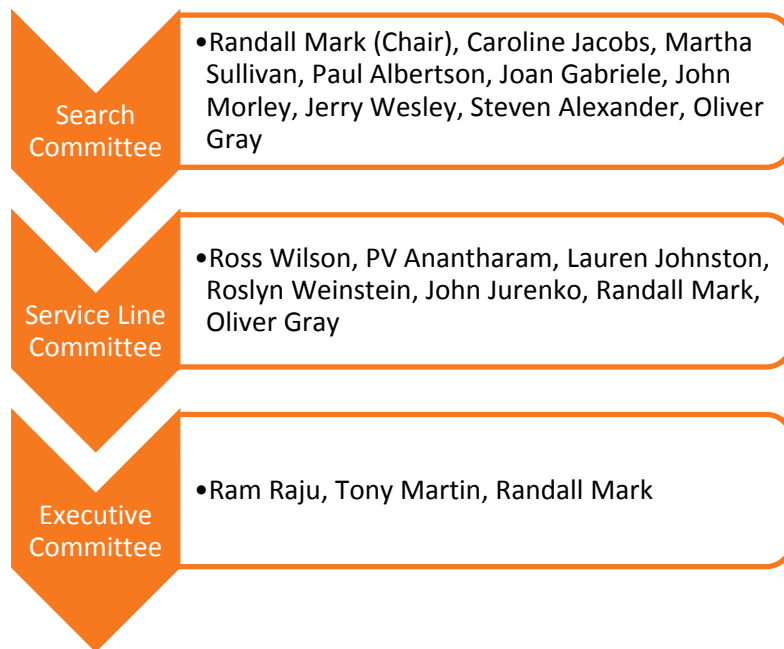 Search
Committee
•Randall Mark (Chair), Caroline Jacobs, Martha
Sullivan, Paul Albertson, Joan Gabriele, John
Morley, Jerry Wesley, Steven Alexander, Oliver
Gray
Service Line
Committee
•Ross Wilson, PV Anantharam, Lauren Johnston,
Roslyn Weinstein, John Jurenko, Randall Mark,
Oliver Gray
Executive
Committee
•Ram Raju, Tony Martin, Randall Mark